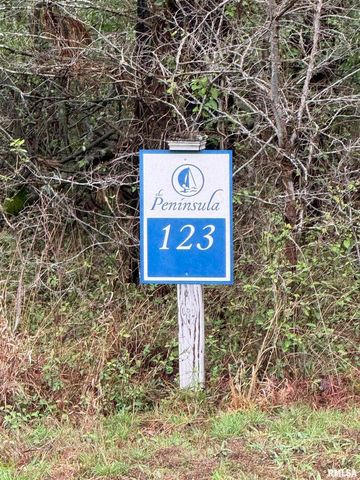 the
Peninsula
123
RMLSA